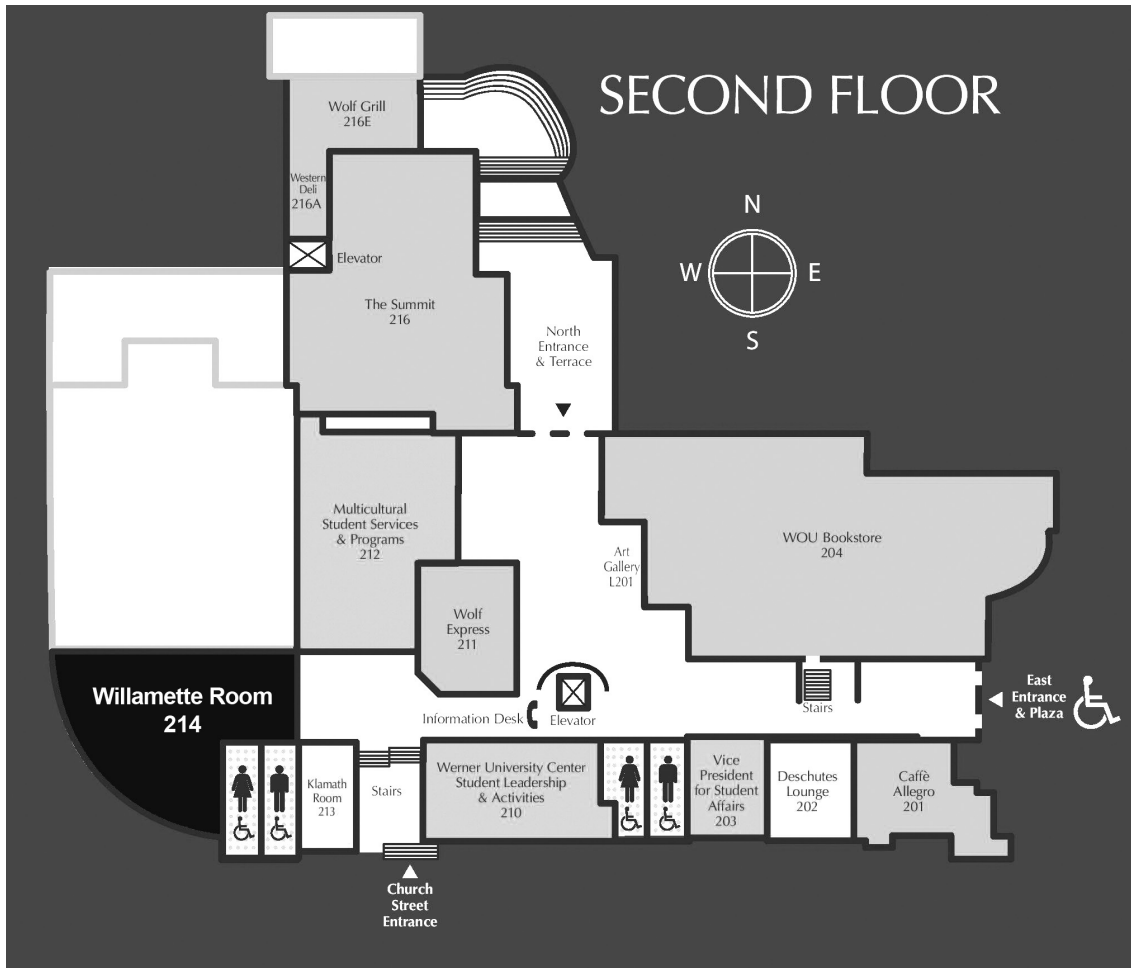 SECOND FLOOR
Wolf Grill
216E
Western
Deli
216A
Elevator
The Summit
216
N
W
E
S
North
Entrance
& Terrace
Multicultural
Student Services
& Programs
212
Art
Gallery
L201
WOU Bookstore
204
Wolf
Express
211
Willamette Room
214
Information Desk
Elevator
Stairs
East
Entrance
& Plaza
Klamath
Room
213
Stairs
Werner University Center
Student Leadership
& Activities
210
Vice
President
for Student
Affairs
203
Deschutes
Lounge
202
Caffè
Allegro
201
Church
Street
Entrance